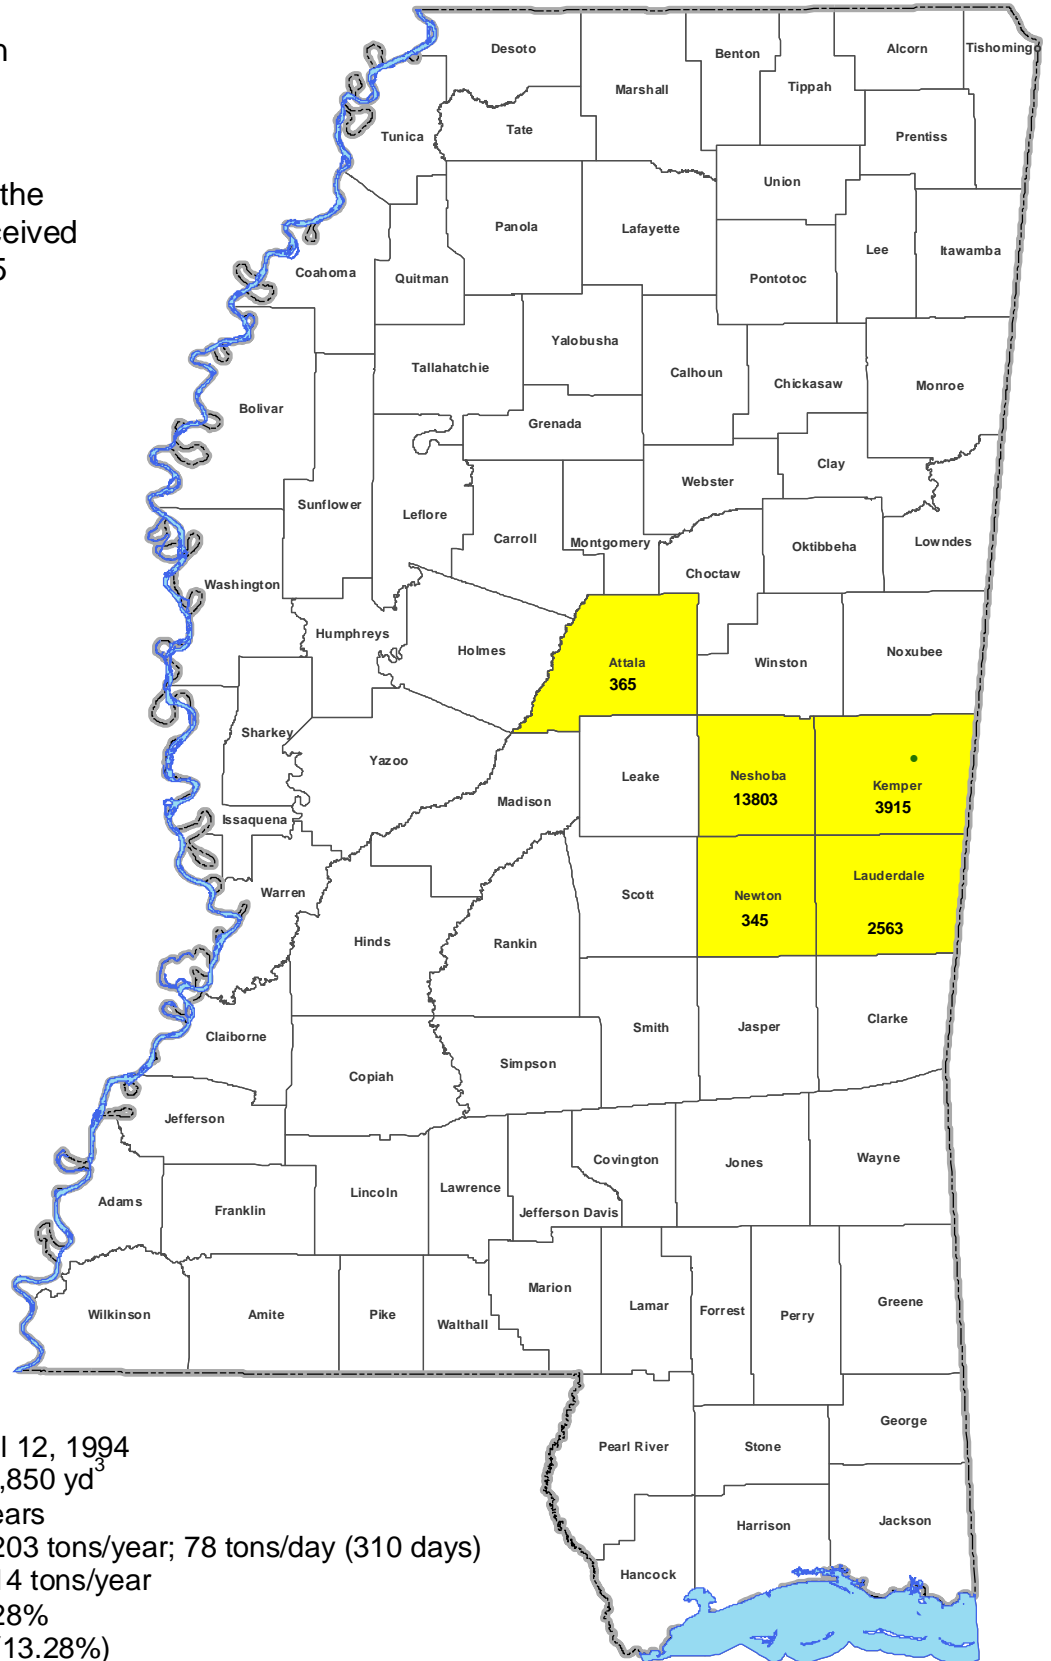 n
the
ceived
5
Desoto
Benton
Alcorn
Tishomingo
Marshall
Tippah
Tunica
Tate
Prentiss
Union
Panola
Lafayette
Lee
Itawamba
Coahoma
Quitman
Pontotoc
Yalobusha
Tallahatchie
Calhoun
Chickasaw
Monroe
Bolivar
Grenada
Clay
Webster
Sunflower
Leflore
Carroll
Montgomery
Oktibbeha
Lowndes
Washington
Choctaw
Humphreys
Holmes
Attala
365
Winston
Noxubee
Sharkey
Yazoo
Leake
Neshoba
13803
Kemper
3915
Madison
Issaquena
Warren
Scott
Newton
345
Lauderdale
2563
Hinds
Rankin
Claiborne
Smith
Jasper
Clarke
Copiah
Simpson
Jefferson
Covington
Jones
Wayne
Adams
Franklin
Lincoln
Lawrence
Jefferson Davis
Wilkinson
Amite
Pike
Walthall
Marion
Lamar
Forrest
Perry
Greene
George
Pearl River
Stone
Harrison
Jackson
Hancock
l 12, 1994
,850 yd³
ears
203 tons/year; 78 tons/day (310 days)
14 tons/year
28%
(13.28%)